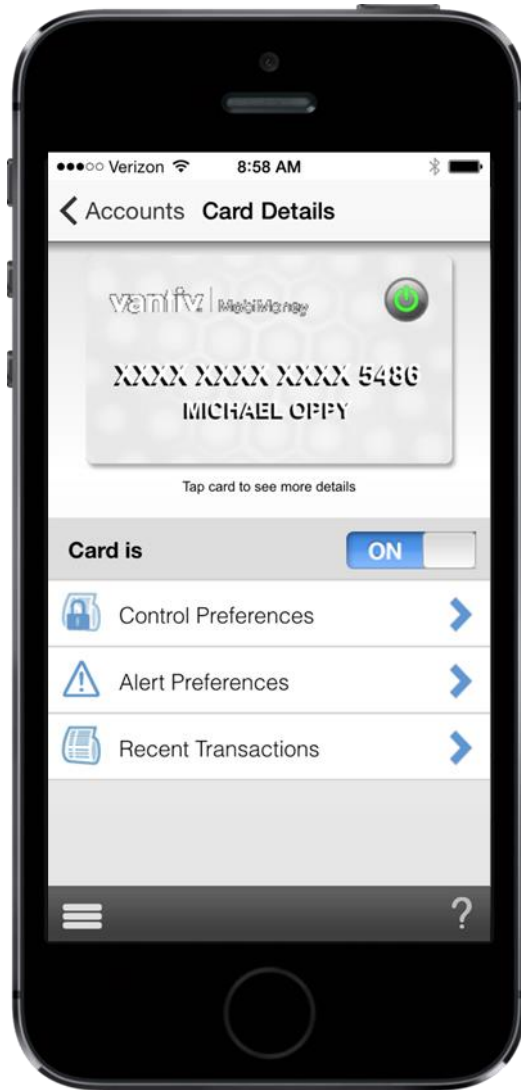 Verizon 8:58 AM
Accounts Card Details
vantiv. MobiMoney
XXXX XXXX XXXX 5486
MICHAEL OPPY
Tap card to see more details
Card is ON
Control Preferences
Alert Preferences
Recent Transactions
?